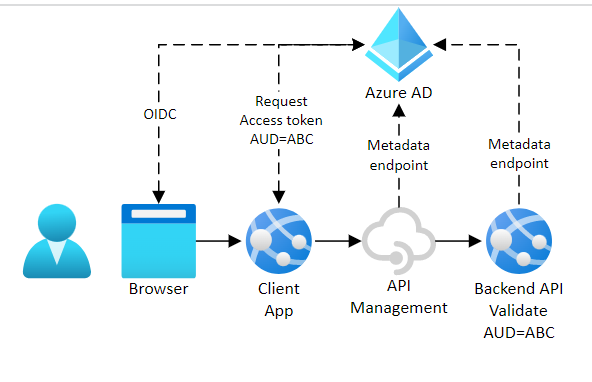 Azure AD
OIDC
Request
Access token
AUD=ABC
Metadata
endpoint
Metadata
endpoint
Browser
Client
App
API
Management
Backend API
Validate
AUD=ABC